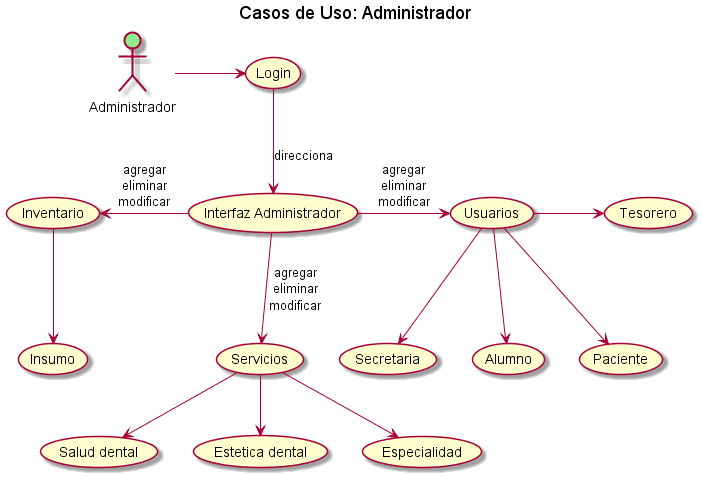 Casos de Uso: Administrador
Administrador
Login
direcciona
agregar
eliminar
modificar
agregar
eliminar
modificar
Inventario
Interfaz Administrador
Usuarios
Tesorero
agregar
eliminar
modificar
Insumo
Servicios
Secretaria
Alumno
Paciente
Salud dental
Estetica dental
Especialidad